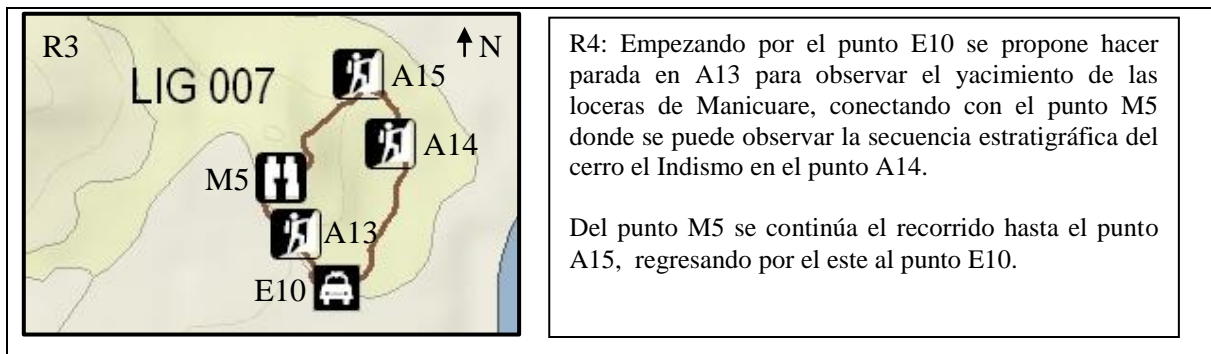 R3
N
LIG 007
A15
A14
M5
A13
E10
R4: Empezando por el punto E10 se propone hacer
parada en A13 para observar el yacimiento de las
loceras de Manicuare, conectando con el punto M5
donde se puede observar la secuencia estratigráfica del
cerro el Indismo en el punto A14.
Del punto M5 se continúa el recorrido hasta el punto
A15, regresando por el este al punto E10.